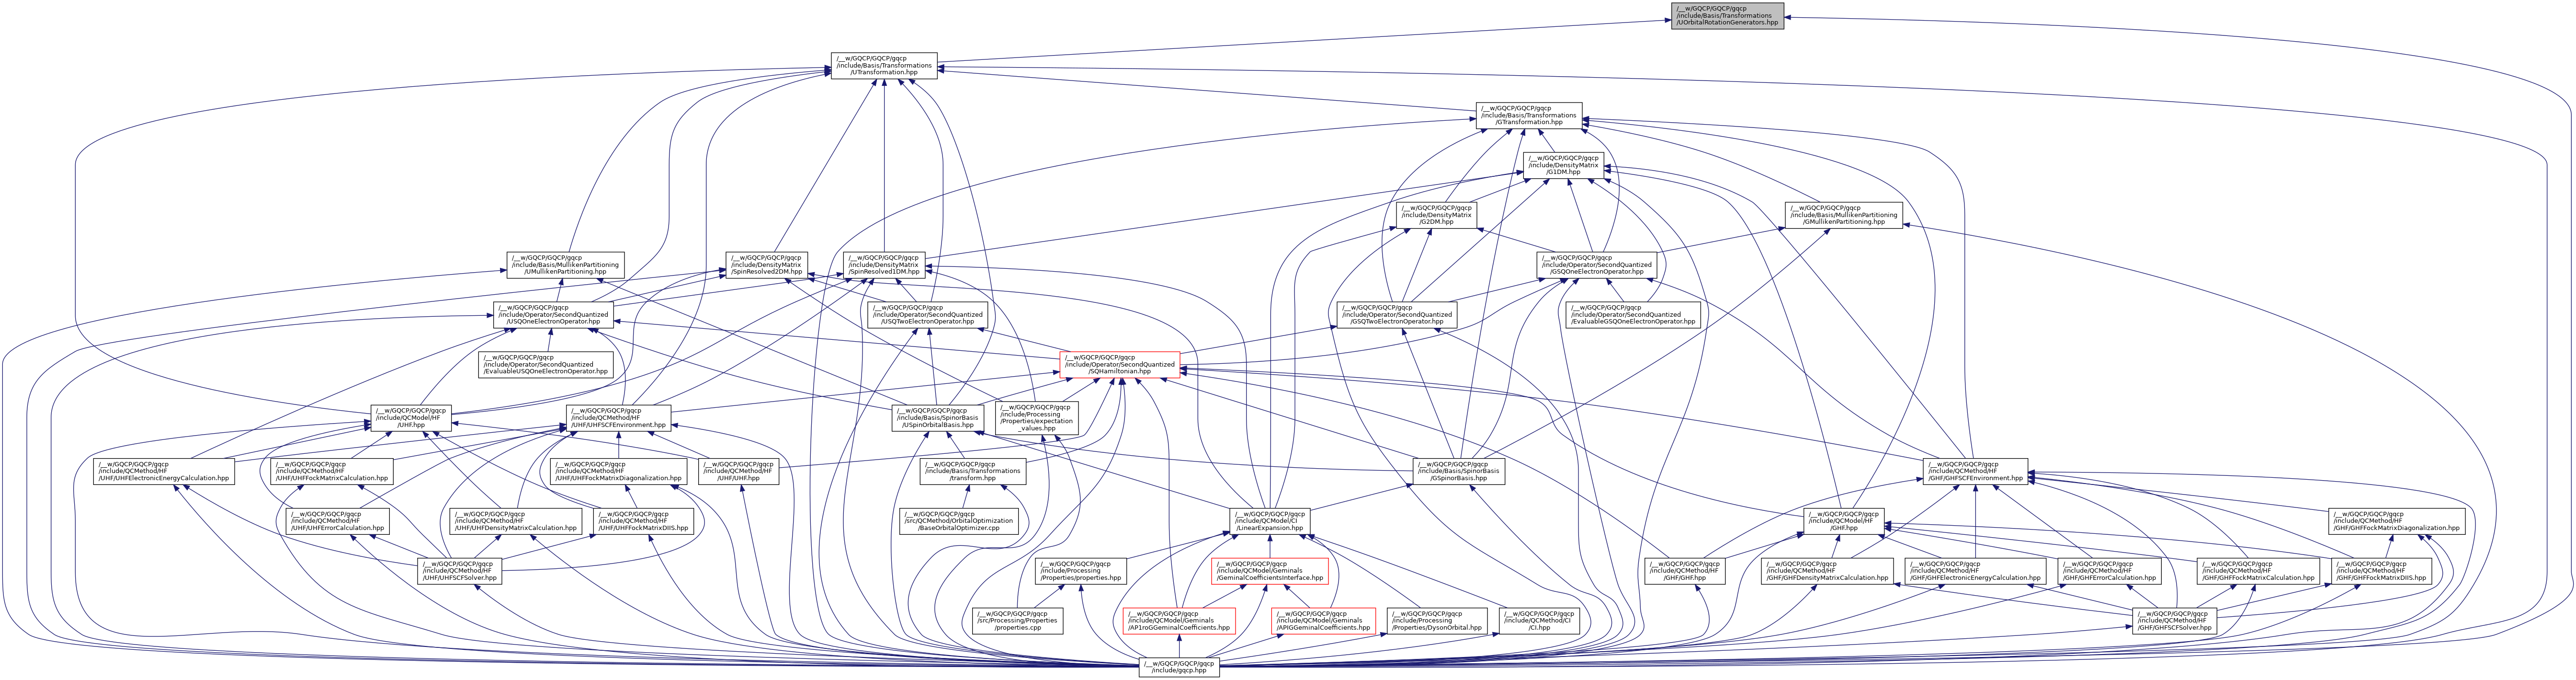 /__w/GQCP/GQCP/gqcp
/include/Basis/Transformations
/UOrbitalRotationGenerators.hpp
/__w/GQCP/GQCP/gqcp
/include/Basis/Transformations
/UTransformation.hpp
/__w/GQCP/GQCP/gqcp
/include/Basis/Transformations
/GTransformation.hpp
/__w/GQCP/GQCP/gqcp
/include/DensityMatrix
/G1DM.hpp
/__w/GQCP/GQCP/gqcp
/include/DensityMatrix
/G2DM.hpp
/__w/GQCP/GQCP/gqcp
/include/Basis/MullikenPartitioning
/GMullikenPartitioning.hpp
/__w/GQCP/GQCP/gqcp
/include/Basis/MullikenPartitioning
/UMullikenPartitioning.hpp
/__w/GQCP/GQCP/gqcp
/include/DensityMatrix
/SpinResolved2DM.hpp
/__w/GQCP/GQCP/gqcp
/include/DensityMatrix
/SpinResolved1DM.hpp
/__w/GQCP/GQCP/gqcp
/include/Operator/SecondQuantized
/GSQOneElectronOperator.hpp
/__w/GQCP/GQCP/gqcp
/include/Operator/SecondQuantized
/USQOneElectronOperator.hpp
/__w/GQCP/GQCP/gqcp
/include/Operator/SecondQuantized
/USQTwoElectronOperator.hpp
/__w/GQCP/GQCP/gqcp
/include/Operator/SecondQuantized
/GSQTwoElectronOperator.hpp
/__w/GQCP/GQCP/gqcp
/include/Operator/SecondQuantized
/EvaluableGSQOneElectronOperator.hpp
/__w/GQCP/GQCP/gqcp
/include/Operator/SecondQuantized
/EvaluableUSQOneElectronOperator.hpp
/__w/GQCP/GQCP/gqcp
/include/Operator/SecondQuantized
/SQHamiltonian.hpp
/__w/GQCP/GQCP/gqcp
/include/QCModel/HF
/UHF.hpp
/__w/GQCP/GQCP/gqcp
/include/QCMethod/HF
/UHF/UHFSCFEnvironment.hpp
/__w/GQCP/GQCP/gqcp
/include/Basis/SpinorBasis
/USpinOrbitalBasis.hpp
/__w/GQCP/GQCP/gqcp
/include/Processing
/Properties/expectation
_values.hpp
/__w/GQCP/GQCP/gqcp
/include/QCMethod/HF
/UHF/UHFElectronicEnergyCalculation.hpp
/__w/GQCP/GQCP/gqcp
/include/QCMethod/HF
/UHF/UHFFockMatrixCalculation.hpp
/__w/GQCP/GQCP/gqcp
/include/QCMethod/HF
/UHF/UHFFockMatrixDiagonalization.hpp
/__w/GQCP/GQCP/gqcp
/include/QCMethod/HF
/UHF/UHF.hpp
/__w/GQCP/GQCP/gqcp
/include/Basis/Transformations
/transform.hpp
/__w/GQCP/GQCP/gqcp
/include/Basis/SpinorBasis
/GSpinorBasis.hpp
/__w/GQCP/GQCP/gqcp
/include/QCMethod/HF
/GHF/GHFSCFEnvironment.hpp
/__w/GQCP/GQCP/gqcp
/include/QCMethod/HF
/UHF/UHFErrorCalculation.hpp
/__w/GQCP/GQCP/gqcp
/include/QCMethod/HF
/UHF/UHFDensityMatrixCalculation.hpp
/__w/GQCP/GQCP/gqcp
/include/QCMethod/HF
/UHF/UHFFockMatrixDIIS.hpp
/__w/GQCP/GQCP/gqcp
/src/QCMethod/OrbitalOptimization
/BaseOrbitalOptimizer.cpp
/__w/GQCP/GQCP/gqcp
/include/QCModel/CI
/LinearExpansion.hpp
/__w/GQCP/GQCP/gqcp
/include/QCModel/HF
/GHF.hpp
/__w/GQCP/GQCP/gqcp
/include/QCMethod/HF
/GHF/GHFFockMatrixDiagonalization.hpp
/__w/GQCP/GQCP/gqcp
/include/QCMethod/HF
/UHF/UHFSCFSolver.hpp
/__w/GQCP/GQCP/gqcp
/include/Processing
/Properties/properties.hpp
/__w/GQCP/GQCP/gqcp
/include/QCModel/Geminals
/GeminalCoefficientsInterface.hpp
/__w/GQCP/GQCP/gqcp
/include/QCMethod/HF
/GHF/GHF.hpp
/__w/GQCP/GQCP/gqcp
/include/QCMethod/HF
/GHF/GHFDensityMatrixCalculation.hpp
/__w/GQCP/GQCP/gqcp
/include/QCMethod/HF
/GHF/GHFElectronicEnergyCalculation.hpp
/__w/GQCP/GQCP/gqcp
/include/QCMethod/HF
/GHF/GHFErrorCalculation.hpp
/__w/GQCP/GQCP/gqcp
/include/QCMethod/HF
/GHF/GHFFockMatrixCalculation.hpp
/__w/GQCP/GQCP/gqcp
/include/QCMethod/HF
/GHF/GHFFockMatrixDIIS.hpp
/__w/GQCP/GQCP/gqcp
/src/Processing/Properties
/properties.cpp
/__w/GQCP/GQCP/gqcp
/include/QCModel/Geminals
/AP1roGGeminalCoefficients.hpp
/__w/GQCP/GQCP/gqcp
/include/QCModel/Geminals
/APIGGeminalCoefficients.hpp
/__w/GQCP/GQCP/gqcp
/include/Processing
/Properties/DysonOrbital.hpp
/__w/GQCP/GQCP/gqcp
/include/QCMethod/CI
/CI.hpp
/__w/GQCP/GQCP/gqcp
/include/QCMethod/HF
/GHF/GHFSCFSolver.hpp
/__w/GQCP/GQCP/gqcp
/include/gqcp.hpp